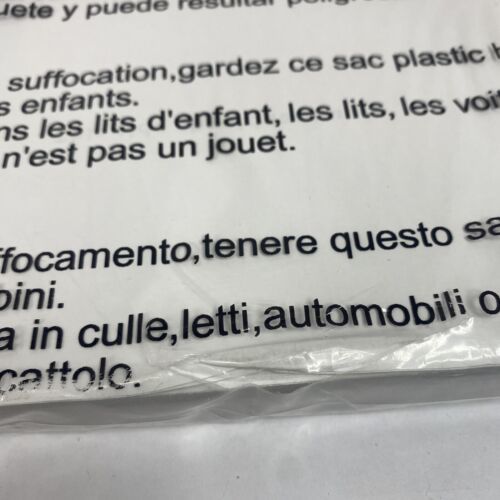 uete y puede resultar
suffocation,gardez ce sac plastic
s enfants.
ns les lits d'enfant, les lits, les voit
n'est pas un jouet.
ffocamento,tenere questo sa
bini.
a in culle,letti,automobili o
cattolo.